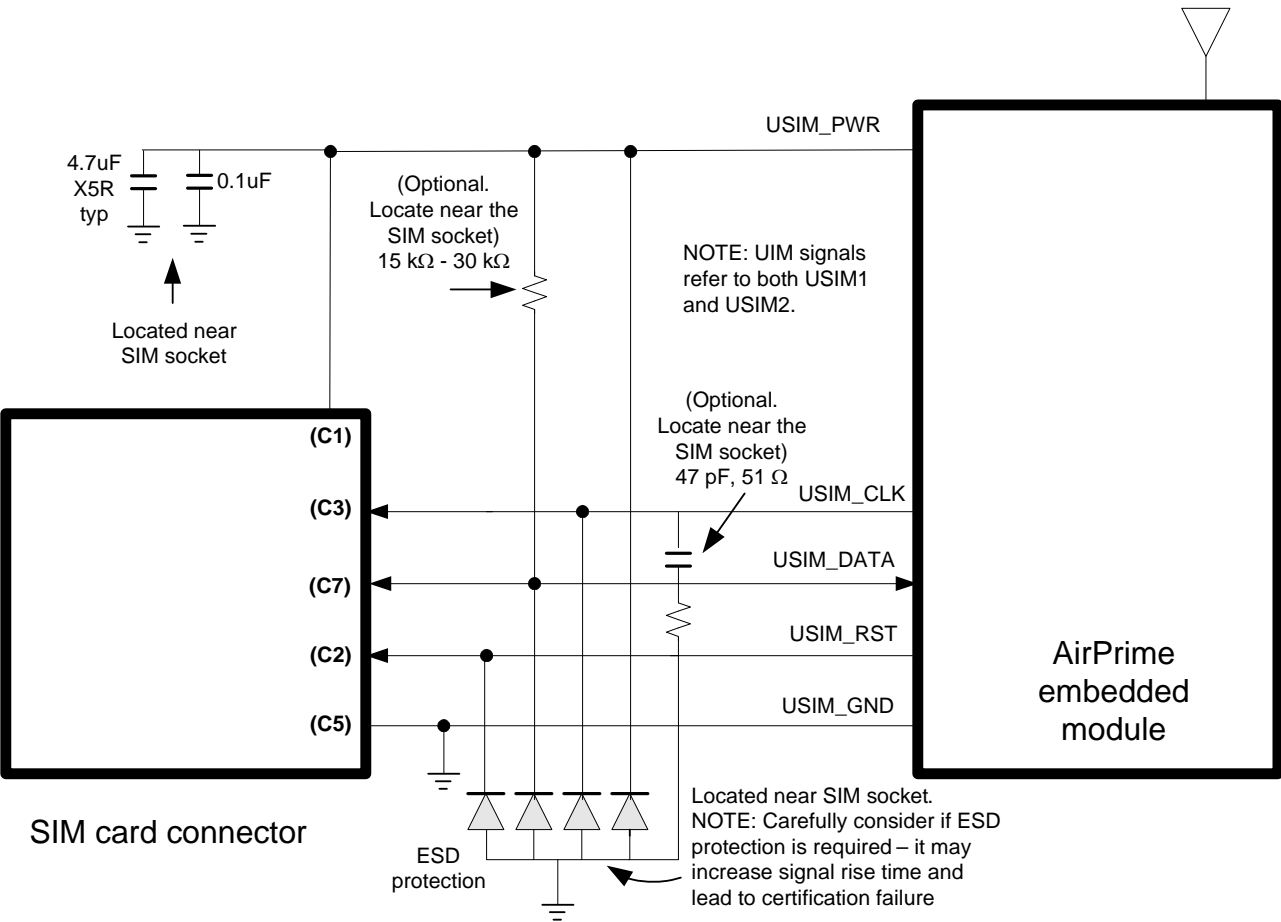 USIM_PWR
4.7uF
X5R
typ
0.1uF
(Optional.
Locate near the
SIM socket)
15 kΩ - 30 kΩ
NOTE: UIM signals
refer to both USIM1
and USIM2.
Located near
SIM socket
(Optional.
Locate near the
SIM socket)
47 pF, 51 Ω
(C1)
(C3)
USIM_CLK
(C7)
USIM_DATA
(C2)
USIM_RST
(C5)
USIM_GND
AirPrime
embedded
module
SIM card connector
ESD
protection
Located near SIM socket.
NOTE: Carefully consider if ESD
protection is required – it may
increase signal rise time and
lead to certification failure